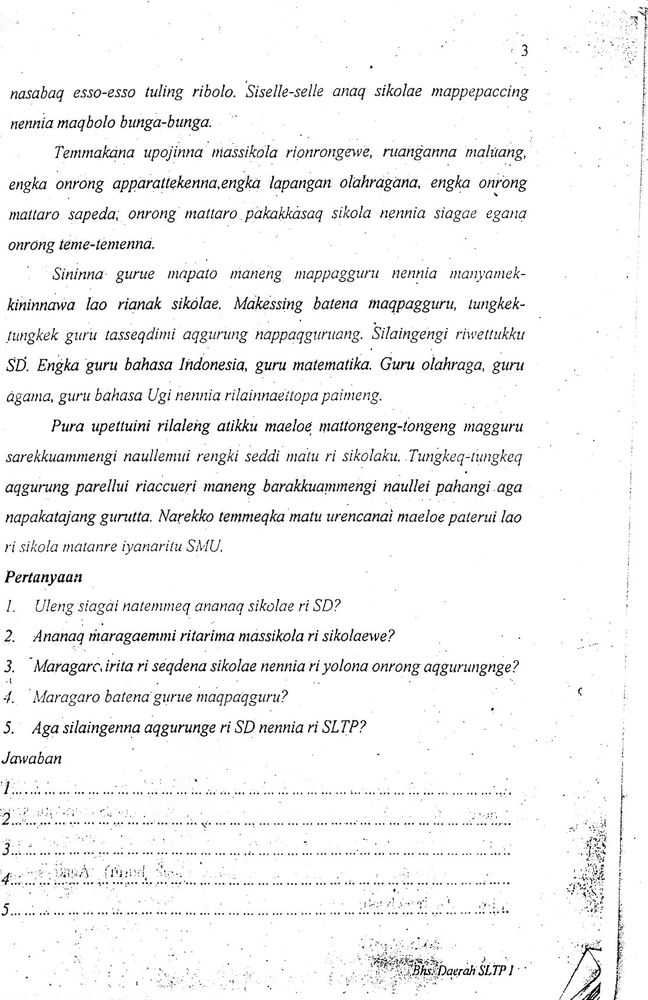 3
nasabaq esso-esso tuling ribolo. Siselle-selle anaq sikolae mappepaccing
nennia maqbolo bunga-bunga.
Temmakana upojinna massikola rionrongewe, ruanganna maluang,
engka onrong apparattekenna,engka lapangan olahragana, engka onrong
mattaro sapeda, onrong mattaro pakakkasaq sikola nennia siagae egana
onrong teme-temenna.
Sininna gurue mapato maneng mappagguru nennia manyamek-
kininnawa lao rianak sikolae. Makessing batena maqpagguru, tungkek-
tungkek guru tasseqdimi aqgurung nappaqguruang. Silaingengi riwettukku
SD. Engka guru bahasa Indonesia, guru matematika. Guru olahraga, guru
agama, guru bahasa Ugi nennia rilainnaeitopa paimeng.
Pura upettuini rilaleng atikku maeloe mattongeng-tongeng magguru
sarekkuammengi naullemui rengki seddi matu ri sikolaku. Tungkeq-tungkeq
aqgurung parellui riaccueri maneng barakkuammengi naullei pahangi aga
napakatajang gurutta. Narekko temmeqka matu urencanai maeloe paterui lao
ri sikola matanre iyanaritu SMU.
Pertanyaan
1. Uleng siagai natemmeq ananaq sikolae ri SD?
2. Ananaq maragaemmi ritarima massikola ri sikolaewe?
3. Maragaro irita ri seqdena sikolae nennia ri yolona onrong aqgurungnge?
4. Maragaro batena gurue maqpaqguru?
5. Aga silaingenna aqgurunge ri SD nennia ri SLTP?
Jawaban
1.................................................
2.................................................
3.................................................
4.................................................
5.................................................
Bhs. Daerah SLTP 1